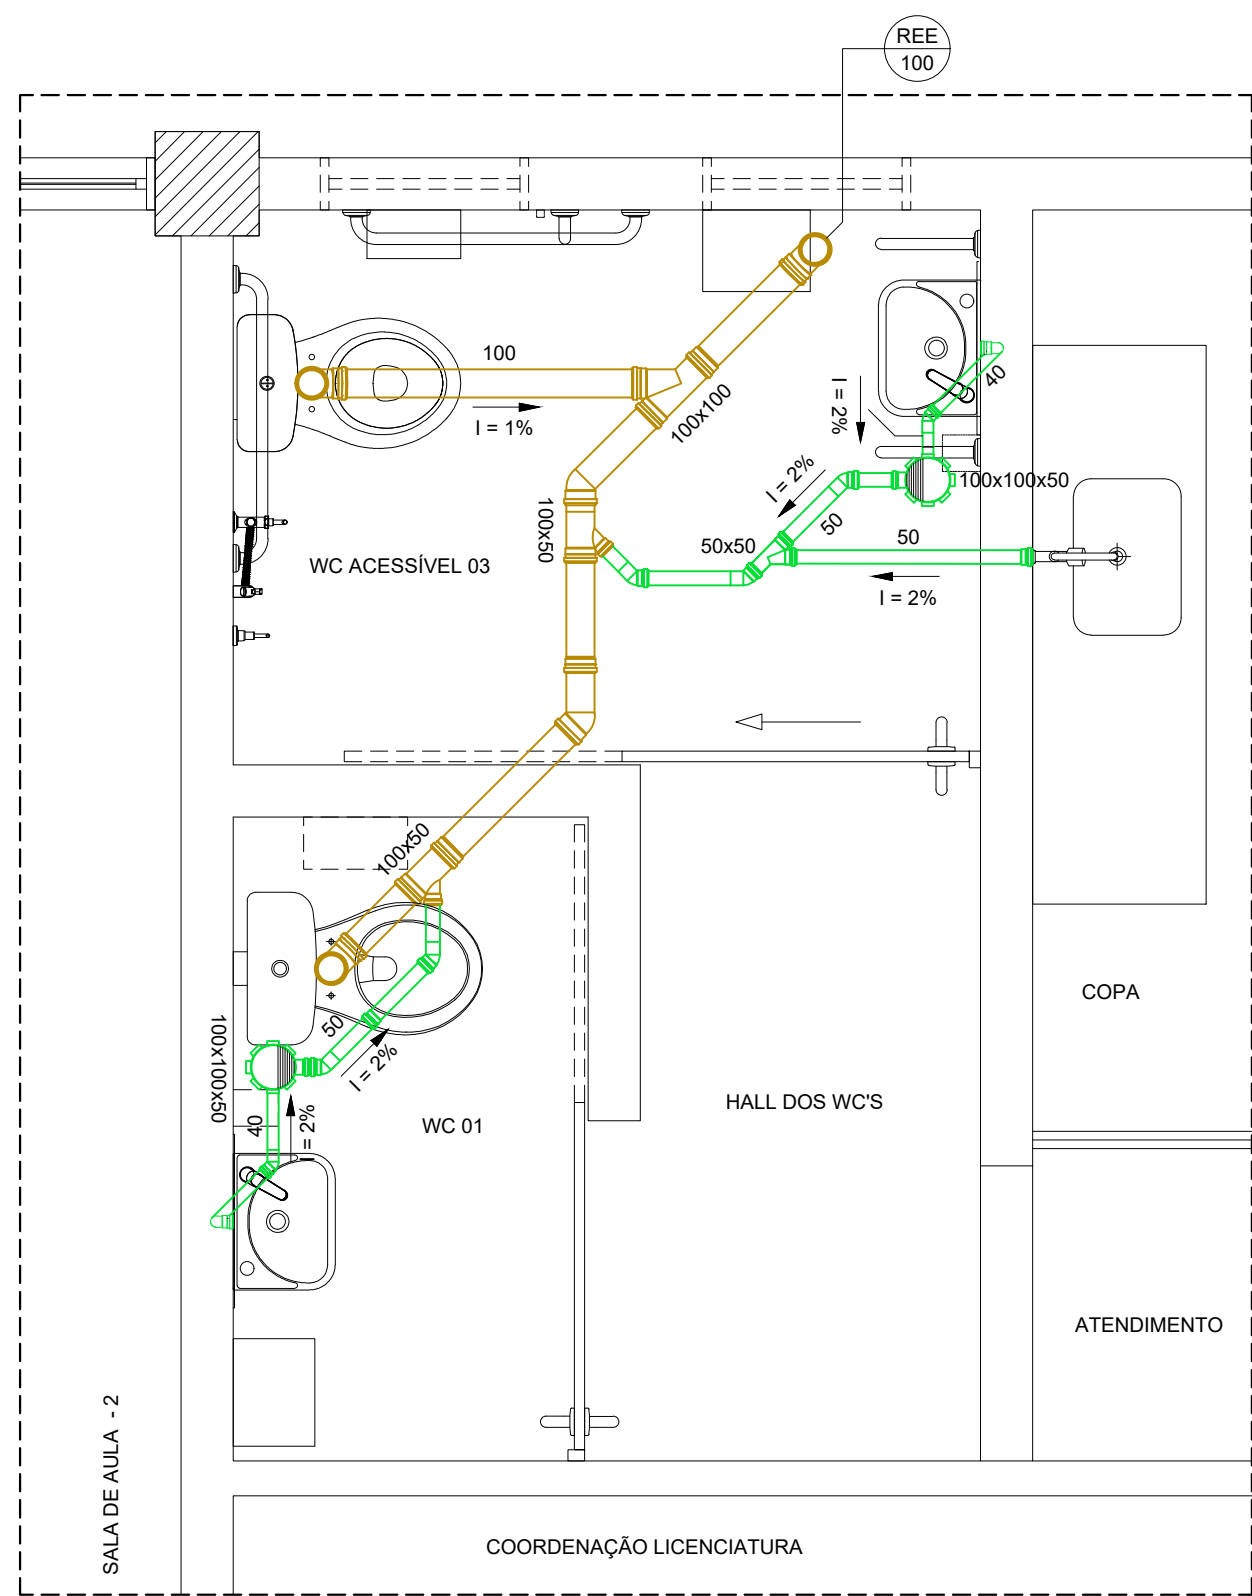 REE
100
100
I = 1%
100x100
40
I = 2%
I = 2%
100x100x50
50
100x50
50x50
50
I = 2%
WC ACESSÍVEL 03
100x50
50
I = 2%
100x100x50
40
= 2%
WC 01
HALL DOS WC'S
COPA
ATENDIMENTO
SALA DE AULA - 2
COORDENAÇÃO LICENCIATURA